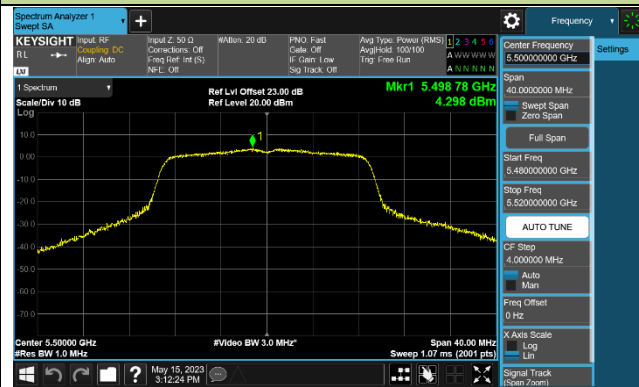 Spectrum Analyzer 1
Swept SA
+
Frequency
KEYSIGHT
RL
LXI
Input: RF
Coupling: DC
Align: Auto
Input Z: 50 Ω
Corrections: Off
Freq Ref: Int (S)
NFE: Off
#Atten: 20 dB
PNO: Fast
Gate: Off
IF Gain: Low
Sig Track: Off
Avg Type: Power (RMS)
Avg|Hold: 100/100
Trig: Free Run
1 2 3 4 5 6
A W W W W W
A N N N N N
1 Spectrum
Scale/Div 10 dB
Log
Ref Lvl Offset 23.00 dB
Ref Level 20.00 dBm
Mkr1 5.498 78 GHz
4.298 dBm
1
10.0
0.00
-10.0
-20.0
-30.0
-40.0
-50.0
-60.0
-70.0
Center 5.50000 GHz
#Res BW 1.0 MHz
#Video BW 3.0 MHz*
Span 40.00 MHz
Sweep 1.07 ms (2001 pts)
Center Frequency
5.500000000 GHz
Settings
Span
40.0000000 MHz
Swept Span
Zero Span
Full Span
Start Freq
5.480000000 GHz
Stop Freq
5.520000000 GHz
AUTO TUNE
CF Step
4.000000 MHz
Auto
Man
Freq Offset
0 Hz
X Axis Scale
Log
Lin
Signal Track
(Span Zoom)
?
May 15, 2023
3:12:24 PM